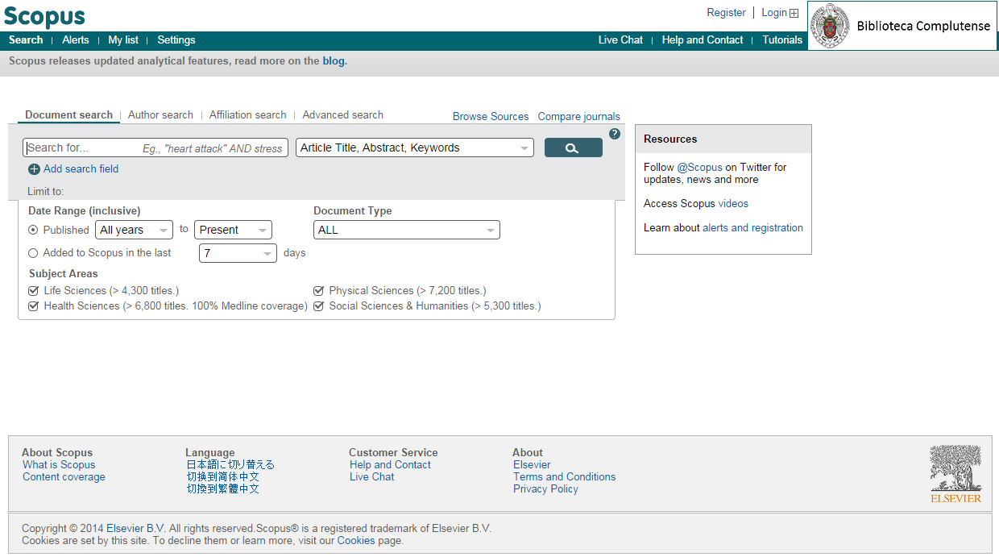 Scopus
Register | Login
Biblioteca Complutense
Search | Alerts | My list | Settings
Live Chat | Help and Contact | Tutorials
Scopus releases updated analytical features, read more on the blog.
Document search | Author search | Affiliation search | Advanced search
Browse Sources Compare journals
?
Search for... Eg., "heart attack" AND stress
Article Title, Abstract, Keywords
Add search field
Limit to:
Date Range (inclusive)
Published All years to Present
Added to Scopus in the last 7 days
Document Type
ALL
Subject Areas
Life Sciences (> 4,300 titles.)
Physical Sciences (> 7,200 titles.)
Health Sciences (> 6,800 titles. 100% Medline coverage)
Social Sciences & Humanities (> 5,300 titles.)
Resources
Follow @Scopus on Twitter for
updates, news and more
Access Scopus videos
Learn about alerts and registration
About Scopus
What is Scopus
Content coverage
Language
日本語に切り替える
切换到简体中文
切換到繁體中文
Customer Service
Help and Contact
Live Chat
About
Elsevier
Terms and Conditions
Privacy Policy
ELSEVIER
Copyright © 2014 Elsevier B.V. All rights reserved.Scopus® is a registered trademark of Elsevier B.V.
Cookies are set by this site. To decline them or learn more, visit our Cookies page.